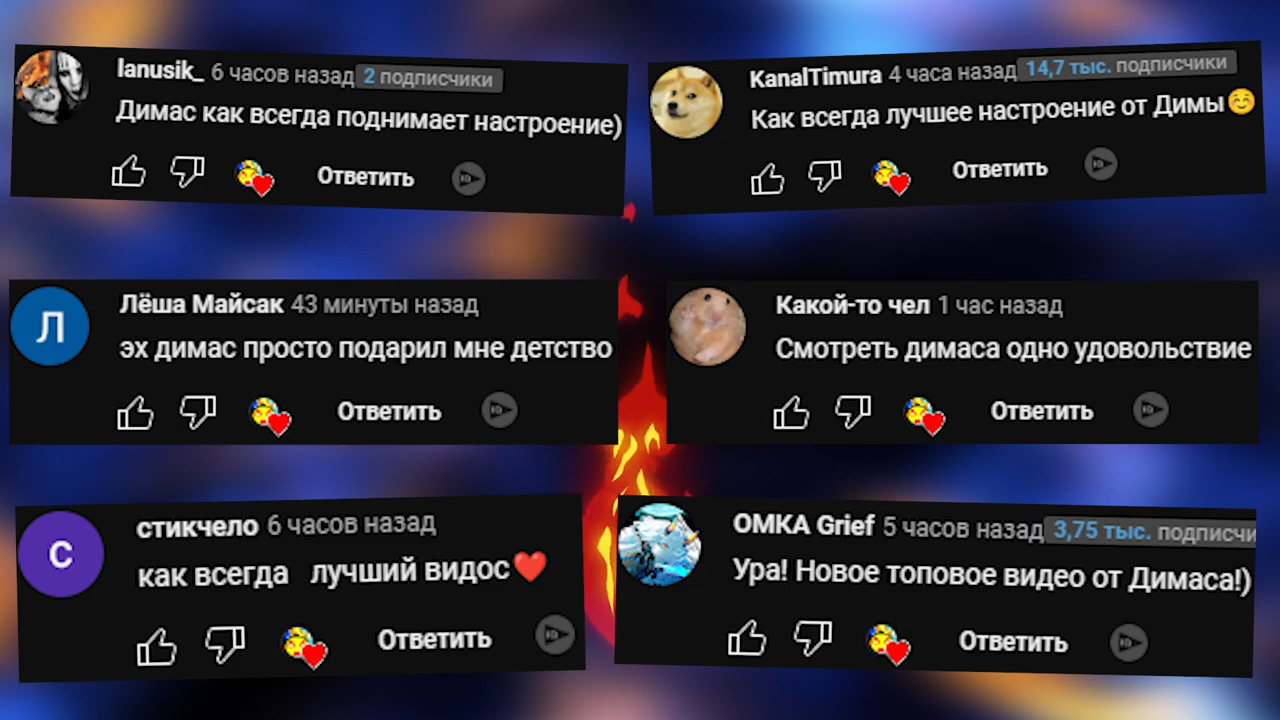 lanusik_ 6 часов назад 2 подписчики
Димас как всегда поднимает настроение)
Ответить
KanalTimura 4 часа назад 14,7 тыс. подписчики
Как всегда лучшее настроение от Димы☺️
Ответить
Л
Лёша Майсак 43 минуты назад
эх димас просто подарил мне детство
Ответить
Какой-то чел 1 час назад
Смотреть димаса одно удовольствие
Ответить
С
стикчело 6 часов назад
как всегда лучший видос❤️
Ответить
OMKA Grief 5 часов назад 3,75 тыс. подписчи
Ура! Новое топовое видео от Димаса!)
Ответить